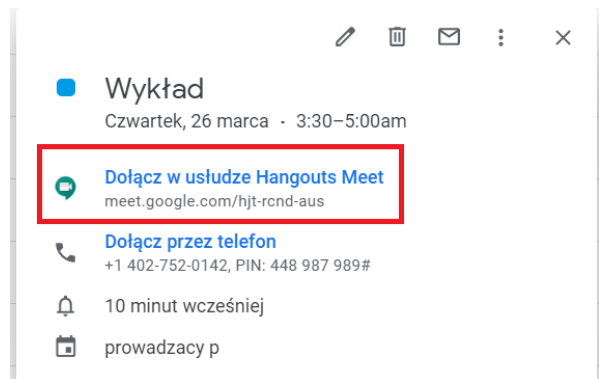 Wykład
Czwartek, 26 marca · 3:30–5:00am
Dołącz w usłudze Hangouts Meet
meet.google.com/hjt-rcnd-aus
Dołącz przez telefon
+1 402-752-0142, PIN: 448 987 989#
10 minut wcześniej
prowadzacy p